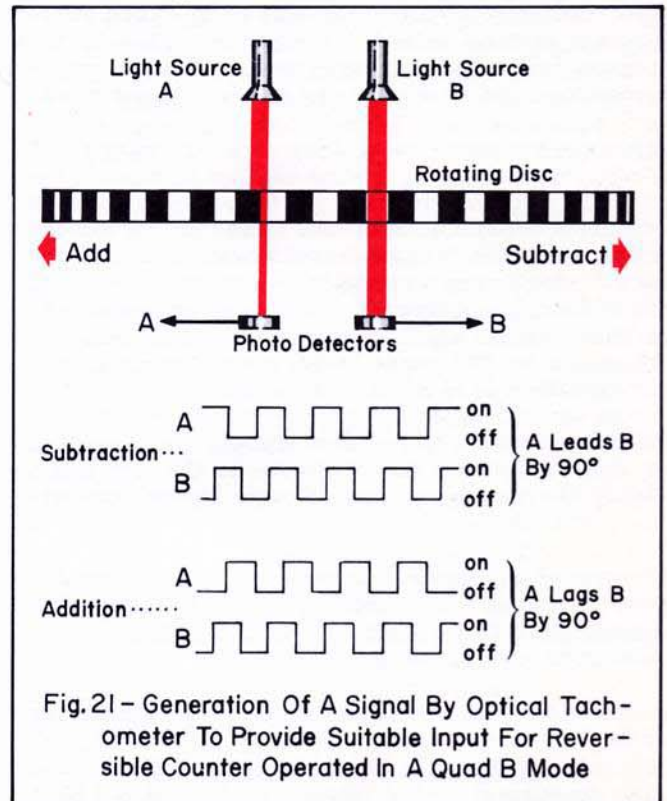 Light Source
A
Light Source
B
Rotating Disc
Add
Subtract
A
B
Photo Detectors
Subtraction···
A
on
off
B
on
off
A Leads B
By 90°
Addition······
A
on
off
B
on
off
A Lags B
By 90°
Fig. 21 – Generation Of A Signal By Optical Tach-
ometer To Provide Suitable Input For Rever-
sible Counter Operated In A Quad B Mode